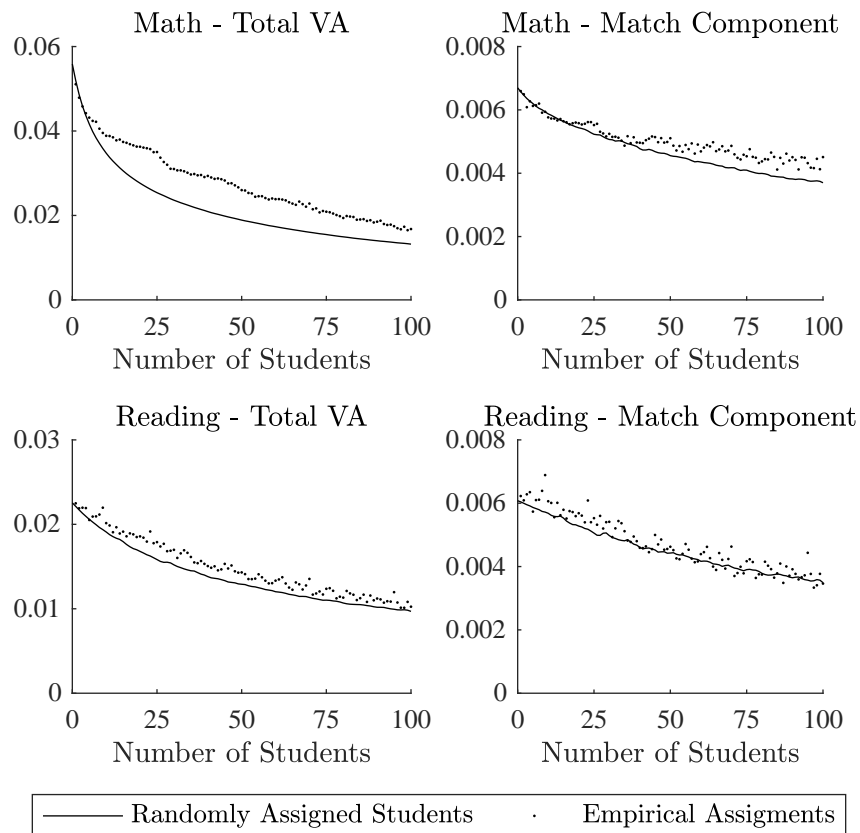 Math - Total VA
0.06
0.04
0.02
0
0 25 50 75 100
Number of Students
Math - Match Component
0.008
0.006
0.004
0.002
0
0 25 50 75 100
Number of Students
Reading - Total VA
0.03
0.02
0.01
0
0 25 50 75 100
Number of Students
Reading - Match Component
0.008
0.006
0.004
0.002
0
0 25 50 75 100
Number of Students
Randomly Assigned Students Empirical Assigments